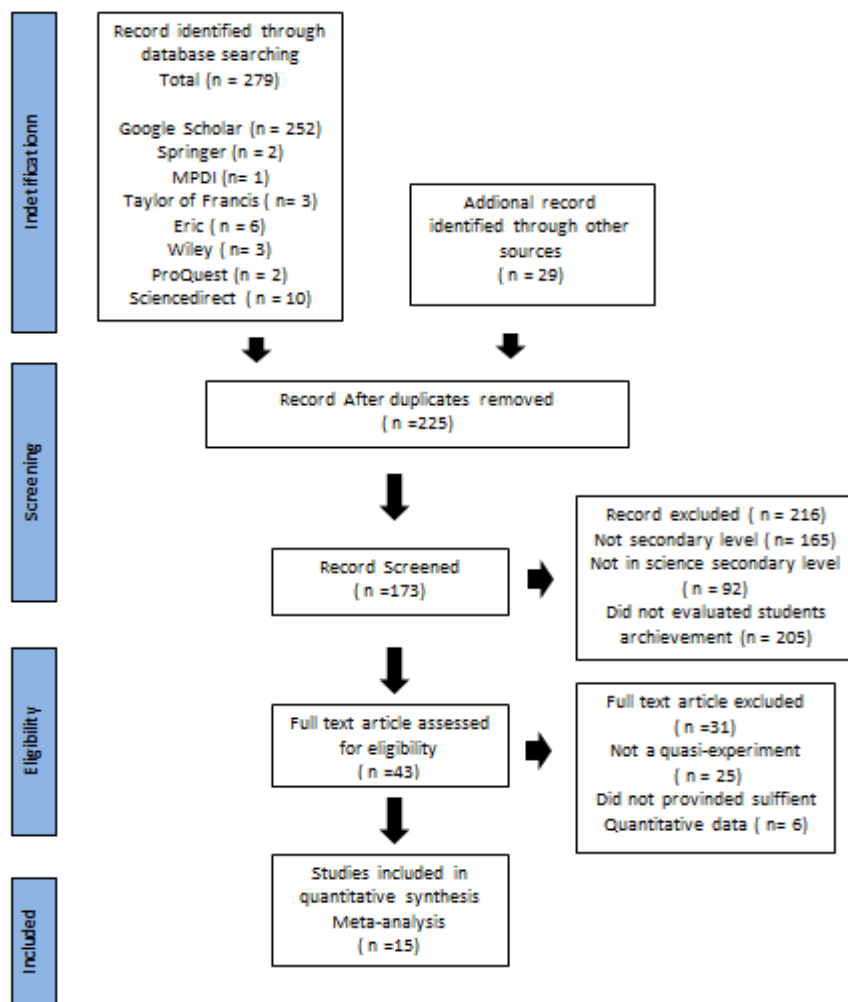 Indetificationn
Record identified through
database searching
Total (n = 279)
Google Scholar (n = 252)
Springer (n = 2)
MPDI (n= 1)
Taylor of Francis ( n= 3)
Eric ( n = 6)
Wiley ( n= 3)
ProQuest (n = 2)
Sciencedirect ( n = 10)
Addional record
identified through other
sources
( n = 29)
Screening
Record After duplicates removed
( n =225)
Record Screened
( n =173)
Record excluded ( n = 216)
Not secondary level ( n= 165)
Not in science secondary level
( n = 92)
Did not evaluated students
archievement (n = 205)
Eligibility
Full text article assessed
for eligibility
( n =43)
Full text article excluded
( n =31)
Not a quasi-experiment
( n = 25)
Did not provinded sulffient
Quantitative data ( n= 6)
Included
Studies included in
quantitative synthesis
Meta-analysis
( n =15)